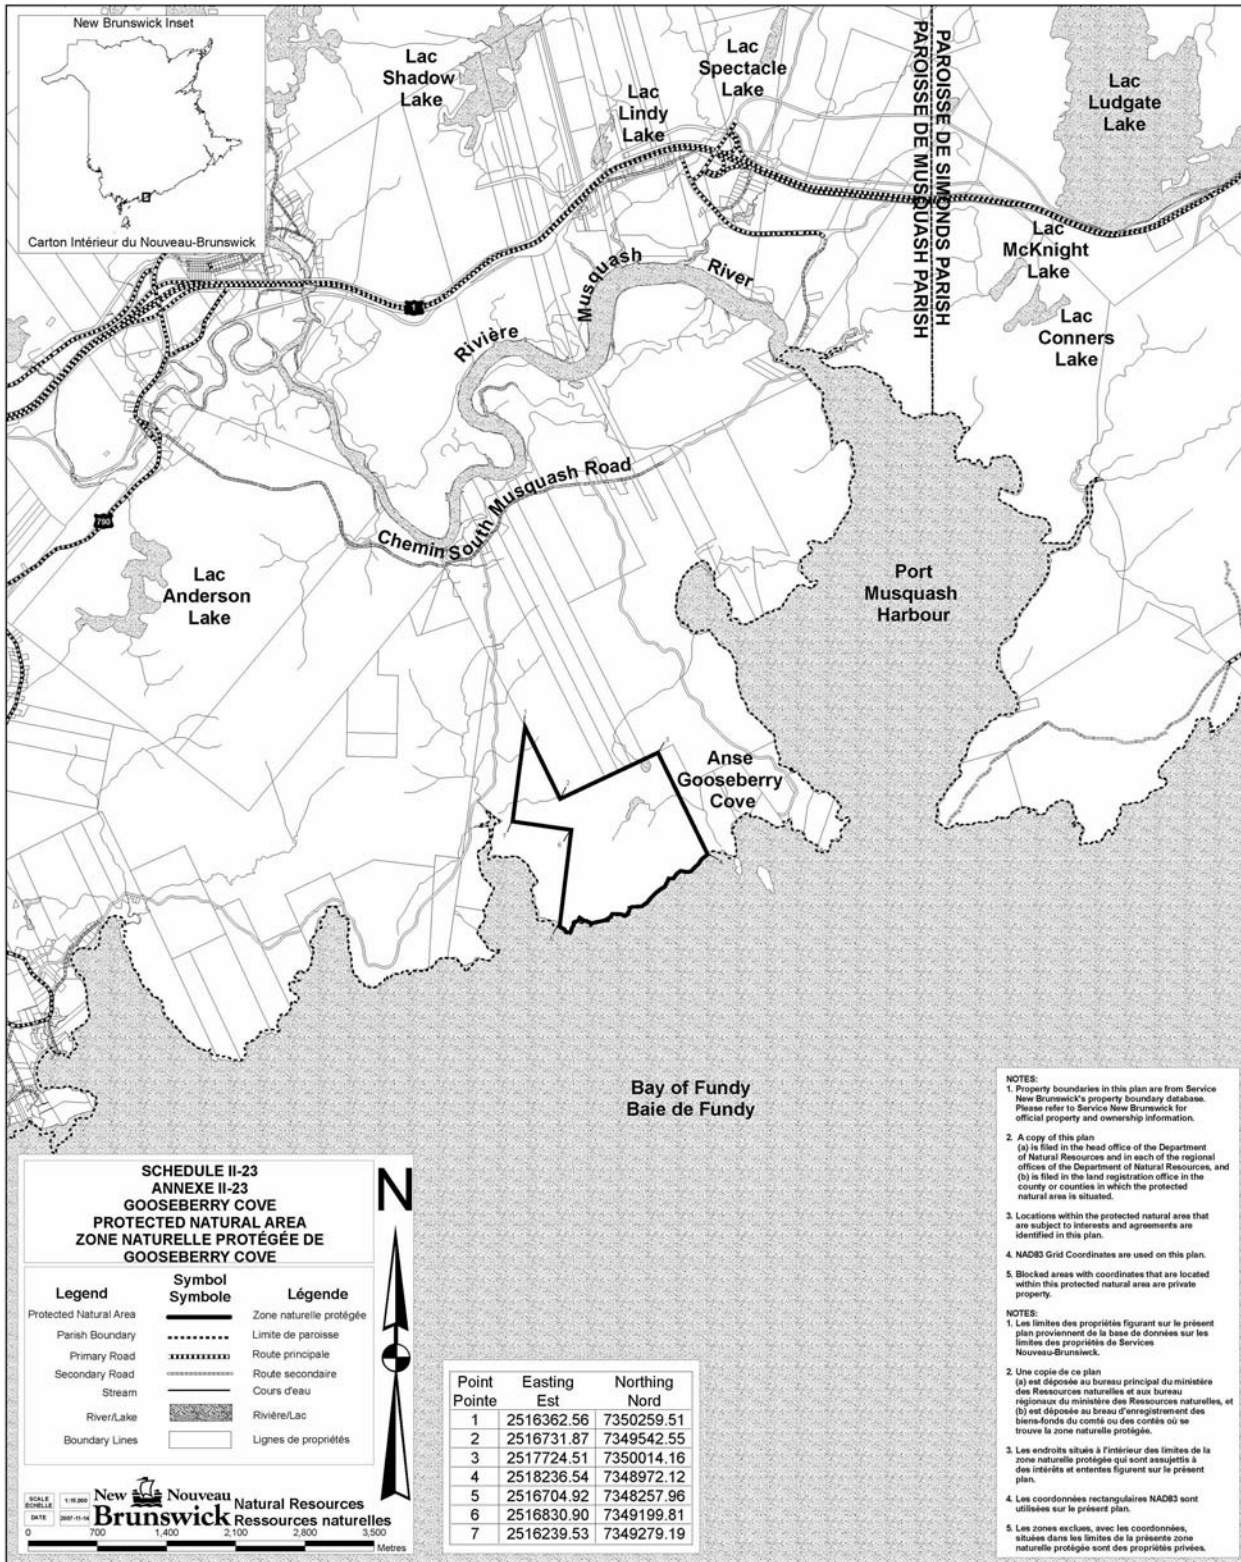 New Brunswick Inset
Carton Intérieur du Nouveau-Brunswick
Lac
Shadow
Lake
Lac
Lindy
Lake
Lac
Spectacle
Lake
PAROISSE DE MUSQUASH PARISH
PAROISSE DE SIMONDS PARISH
Lac
Ludgate
Lake
Lac
McKnight
Lake
Lac
Conners
Lake
1
Rivière Musquash River
Chemin South Musquash Road
790
Lac
Anderson
Lake
Port
Musquash
Harbour
Anse
Gooseberry
Cove
Bay of Fundy
Baie de Fundy
SCHEDULE II-23
ANNEXE II-23
GOOSEBERRY COVE
PROTECTED NATURAL AREA
ZONE NATURELLE PROTÉGÉE DE
GOOSEBERRY COVE
N
Legend Symbol Symbole Légende
Protected Natural Area Zone naturelle protégée
Parish Boundary Limite de paroisse
Primary Road Route principale
Secondary Road Route secondaire
Stream Cours d'eau
River/Lake Rivière/Lac
Boundary Lines Lignes de propriétés
SCALE
ÉCHELLE
DATE 2007-11-14
New Nouveau
Brunswick
Natural Resources
Ressources naturelles
0 700 1,400 2,100 2,800 3,500
Metres
Point Easting Northing
Pointe Est Nord
1 2516362.56 7350259.51
2 2516731.87 7349542.55
3 2517724.51 7350014.16
4 2518236.54 7348972.12
5 2516704.92 7348257.96
6 2516830.90 7349199.81
7 2516239.53 7349279.19
NOTES:
1. Property boundaries in this plan are from Service
New Brunswick's property boundary database.
Please refer to Service New Brunswick for
official property and ownership information.
2. A copy of this plan
(a) is filed in the head office of the Department
of Natural Resources and in each of the regional
offices of the Department of Natural Resources, and
(b) is filed in the land registration office in the
county or counties in which the protected
natural area is situated.
3. Locations within the protected natural area that
are subject to interests and agreements are
identified in this plan.
4. NAD83 Grid Coordinates are used on this plan.
5. Blocked areas with coordinates that are located
within this protected natural area are private
property.
NOTES:
1. Les limites des propriétés figurant sur le présent
plan proviennent de la base de données sur les
limites des propriétés de Services
Nouveau-Brunsiwck.
2. Une copie de ce plan
(a) est déposée au bureau principal du ministère
des Ressources naturelles et aux bureau
régionaux du ministère des Ressources naturelles, et
(b) est déposée au breau d'enregistrement des
biens-fonds du comté ou des contés où se
trouve la zone naturelle protégée.
3. Les endroits situés à l'intérieur des limites de la
zone naturelle protégée qui sont assujettis à
des intérêts et ententes figurent sur le présent
plan.
4. Les coordonnées rectangulaires NAD83 sont
utilisées sur le présent plan.
5. Les zones exclues, avec les coordonnées,
situées dans les limites de la présente zone
naturelle protégée sont des propriétés privées.